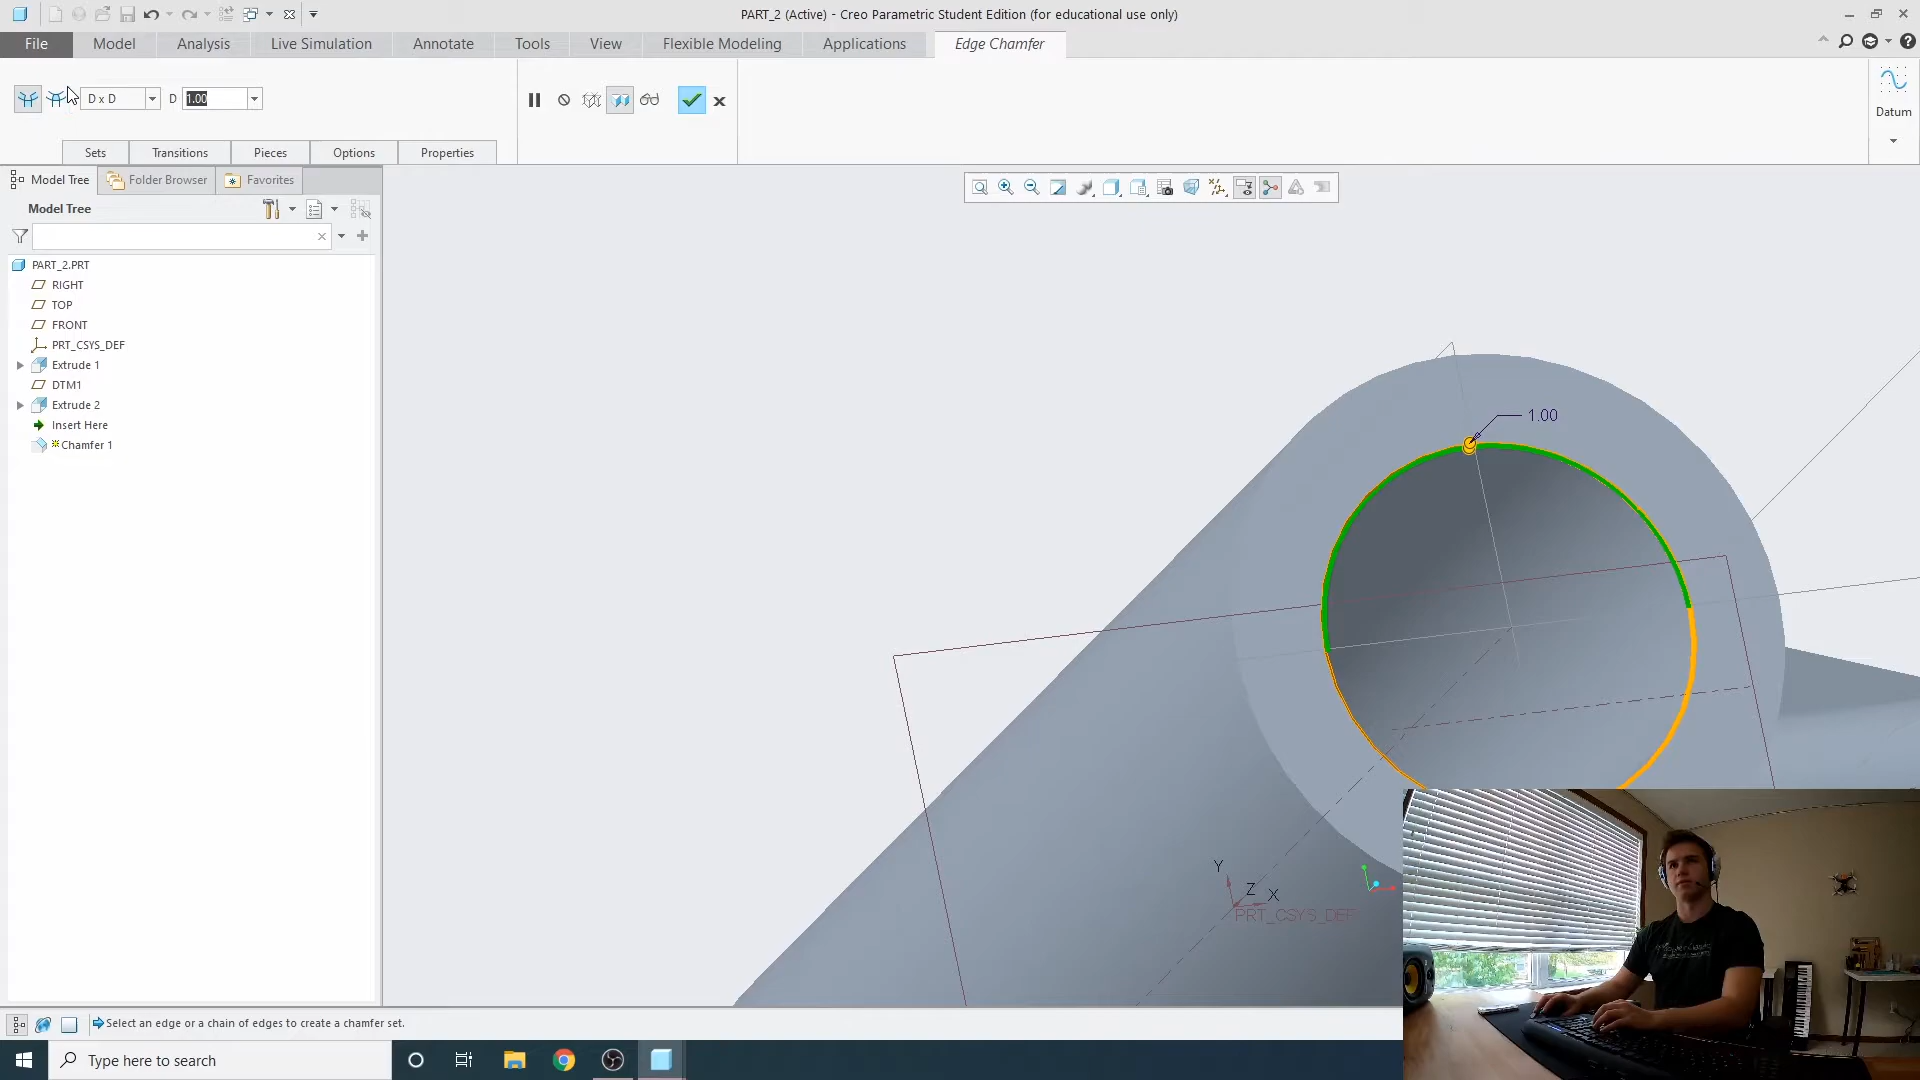 PART_2 (Active) - Creo Parametric Student Edition (for educational use only)
File Model Analysis Live Simulation Annotate Tools View Flexible Modeling Applications Edge Chamfer
D x D D 1.00
Datum
Sets Transitions Pieces Options Properties
Model Tree Folder Browser Favorites
Model Tree
PART_2.PRT
RIGHT
TOP
FRONT
PRT_CSYS_DEF
Extrude 1
DTM1
Extrude 2
Insert Here
Chamfer 1
1.00
Y
Z X
PRT_CSYS_DEF
Select an edge or a chain of edges to create a chamfer set.
Type here to search